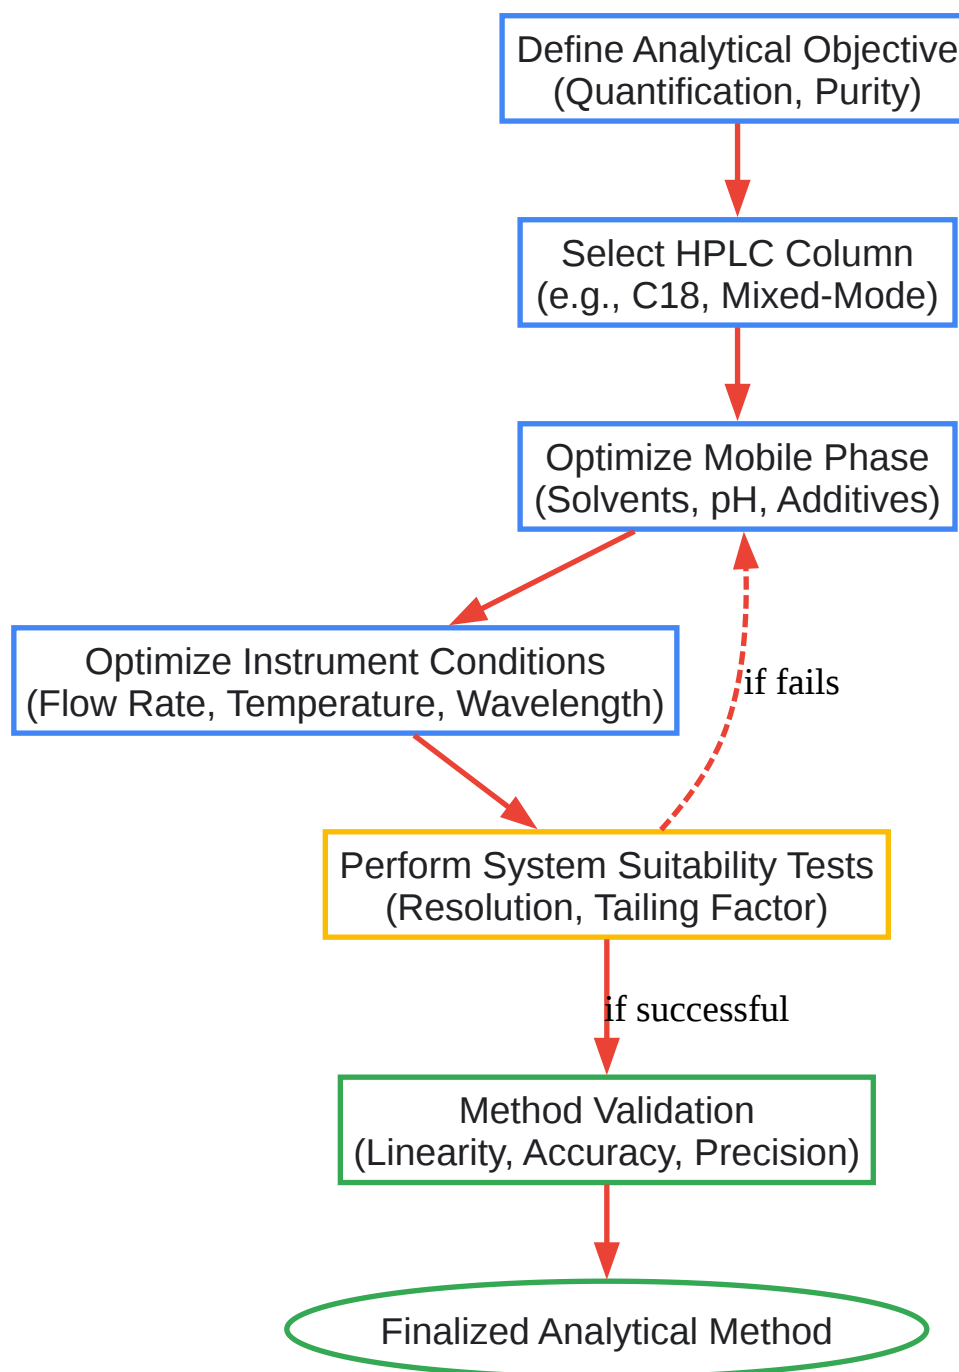 Define Analytical Objective
(Quantification, Purity)
Select HPLC Column
(e.g., C18, Mixed-Mode)
Optimize Mobile Phase
(Solvents, pH, Additives)
Optimize Instrument Conditions
(Flow Rate, Temperature, Wavelength)
if fails
Perform System Suitability Tests
(Resolution, Tailing Factor)
if successful
Method Validation
(Linearity, Accuracy, Precision)
Finalized Analytical Method